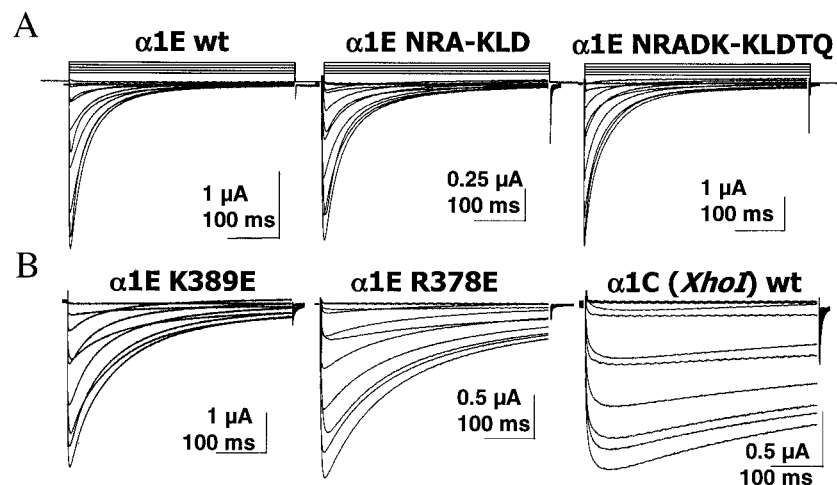 A
α1E wt
α1E NRA-KLD
α1E NRADK-KLDTQ
1 µA
100 ms
0.25 µA
100 ms
1 µA
100 ms
B
α1E K389E
α1E R378E
α1C (XhoI) wt
1 µA
100 ms
0.5 µA
100 ms
0.5 µA
100 ms